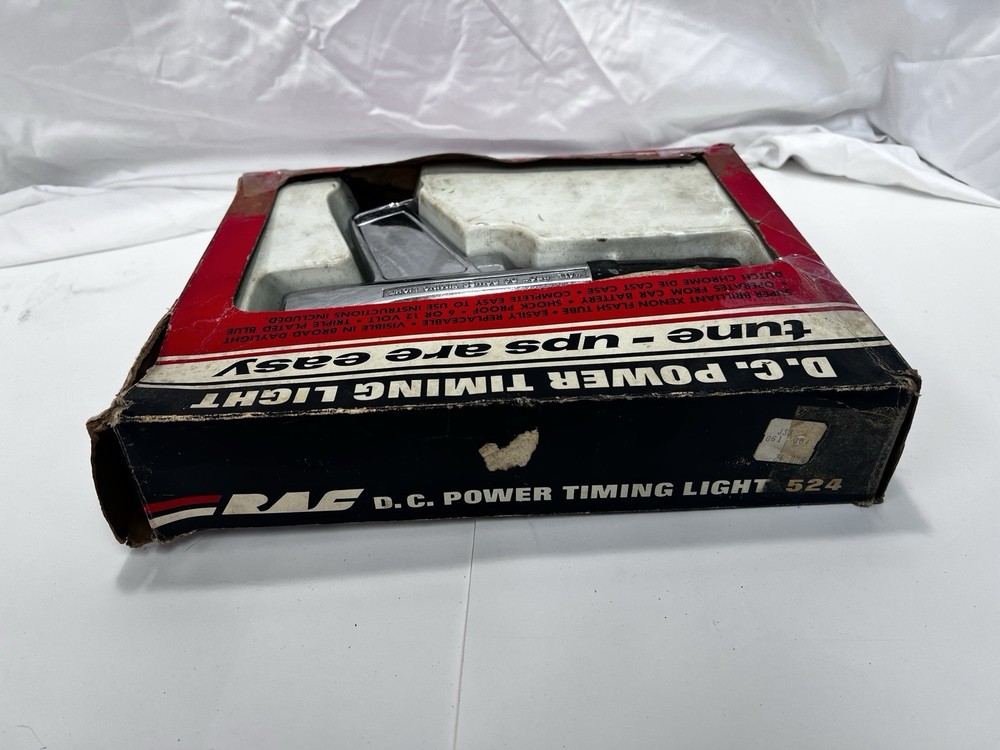 D.C. POWER TIMING LIGHT
tune-ups are easy
SUPER BRILLIANT XENON FLASH TUBE • EASILY REPLACEABLE • VISIBLE IN BROAD DAYLIGHT
• OPERATES FROM CAR BATTERY • SHOCK PROOF • 6 OR 12 VOLT • TRIPLE PLATED BLUE
DUTCH CHROME DIE CAST CASE • COMPLETE EASY TO USE INSTRUCTIONS INCLUDED
RAC D.C. POWER TIMING LIGHT 524